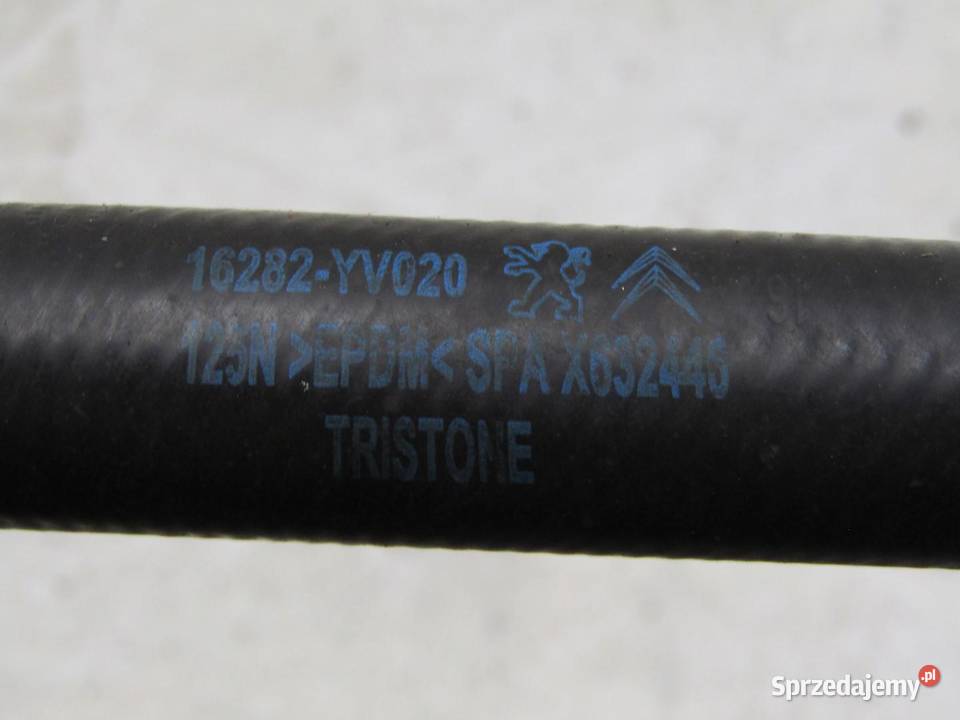 16282-YV020
125N >EPDM< SPA X632446
TRISTONE
Sprzedajemy.pl